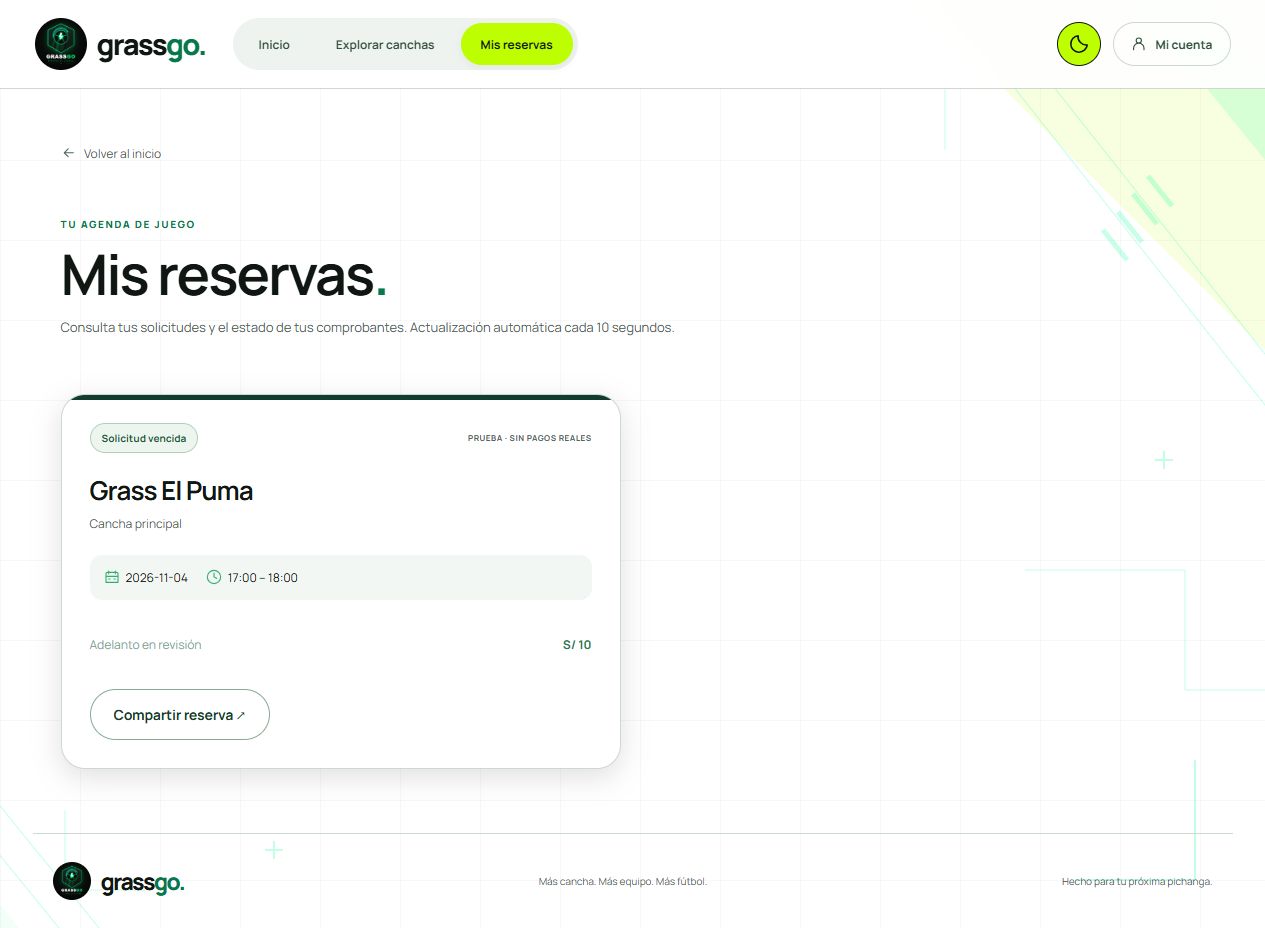 GRASSGO
grassgo.
Inicio
Explorar canchas
Mis reservas
Mi cuenta
← Volver al inicio
TU AGENDA DE JUEGO
Mis reservas.
Consulta tus solicitudes y el estado de tus comprobantes. Actualización automática cada 10 segundos.
Solicitud vencida
PRUEBA · SIN PAGOS REALES
Grass El Puma
Cancha principal
2026-11-04
17:00 – 18:00
Adelanto en revisión
S/ 10
Compartir reserva ↗
GRASSGO
grassgo.
Más cancha. Más equipo. Más fútbol.
Hecho para tu próxima pichanga.